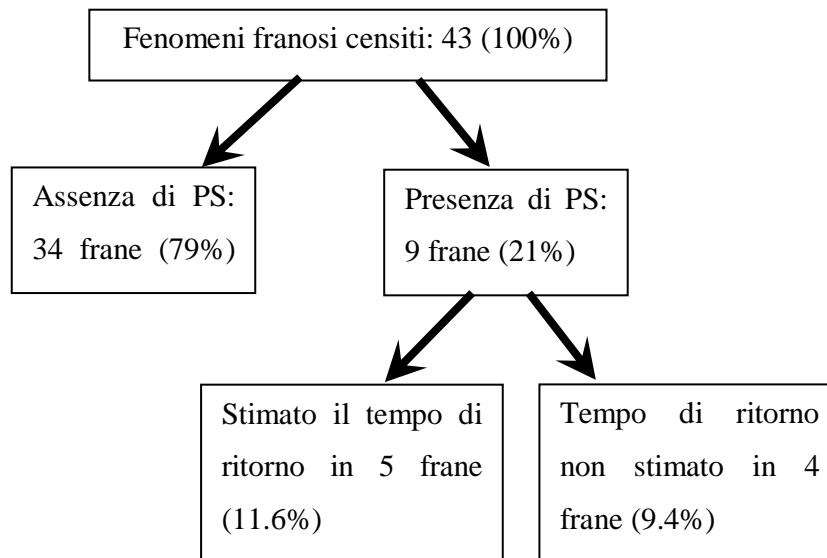 Fenomeni franosi censiti: 43 (100%)
Assenza di PS:
34 frane (79%)
Presenza di PS:
9 frane (21%)
Stimato il tempo di
ritorno in 5 frane
(11.6%)
Tempo di ritorno
non stimato in 4
frane (9.4%)